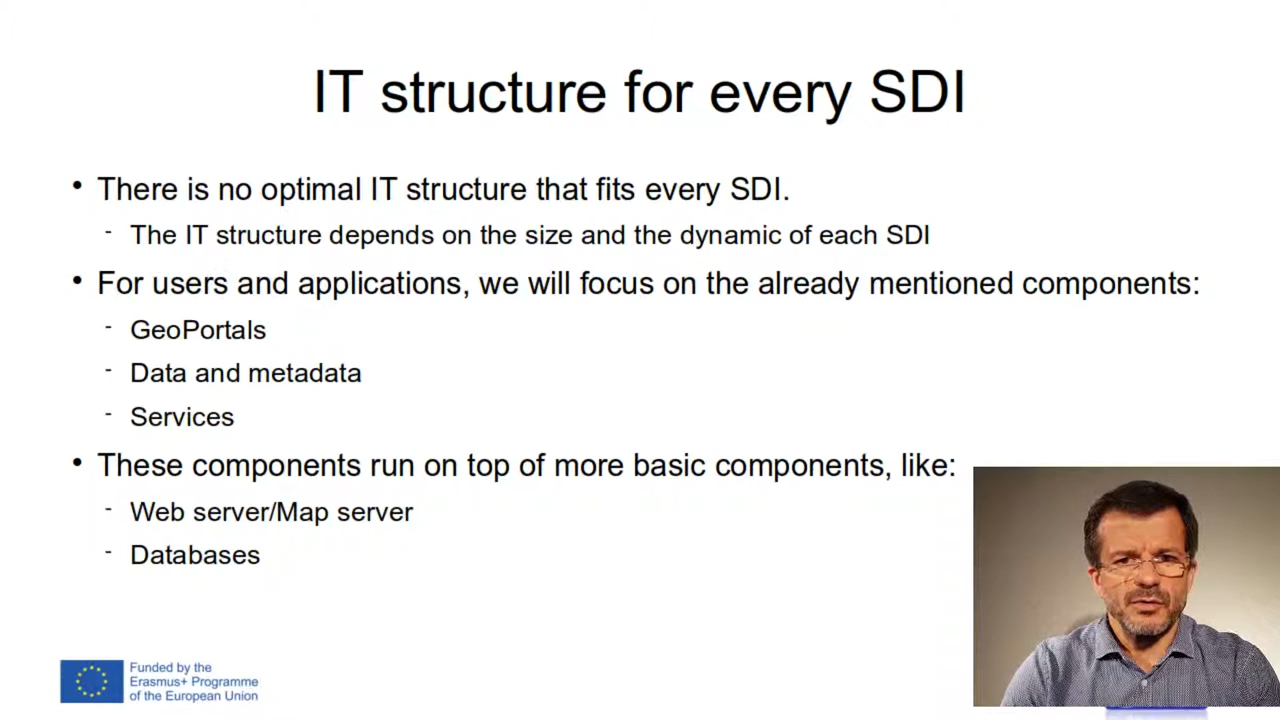 IT structure for every SDI
• There is no optimal IT structure that fits every SDI.
- The IT structure depends on the size and the dynamic of each SDI
• For users and applications, we will focus on the already mentioned components:
- GeoPortals
- Data and metadata
- Services
• These components run on top of more basic components, like:
- Web server/Map server
- Databases
Funded by the
Erasmus+ Programme
of the European Union